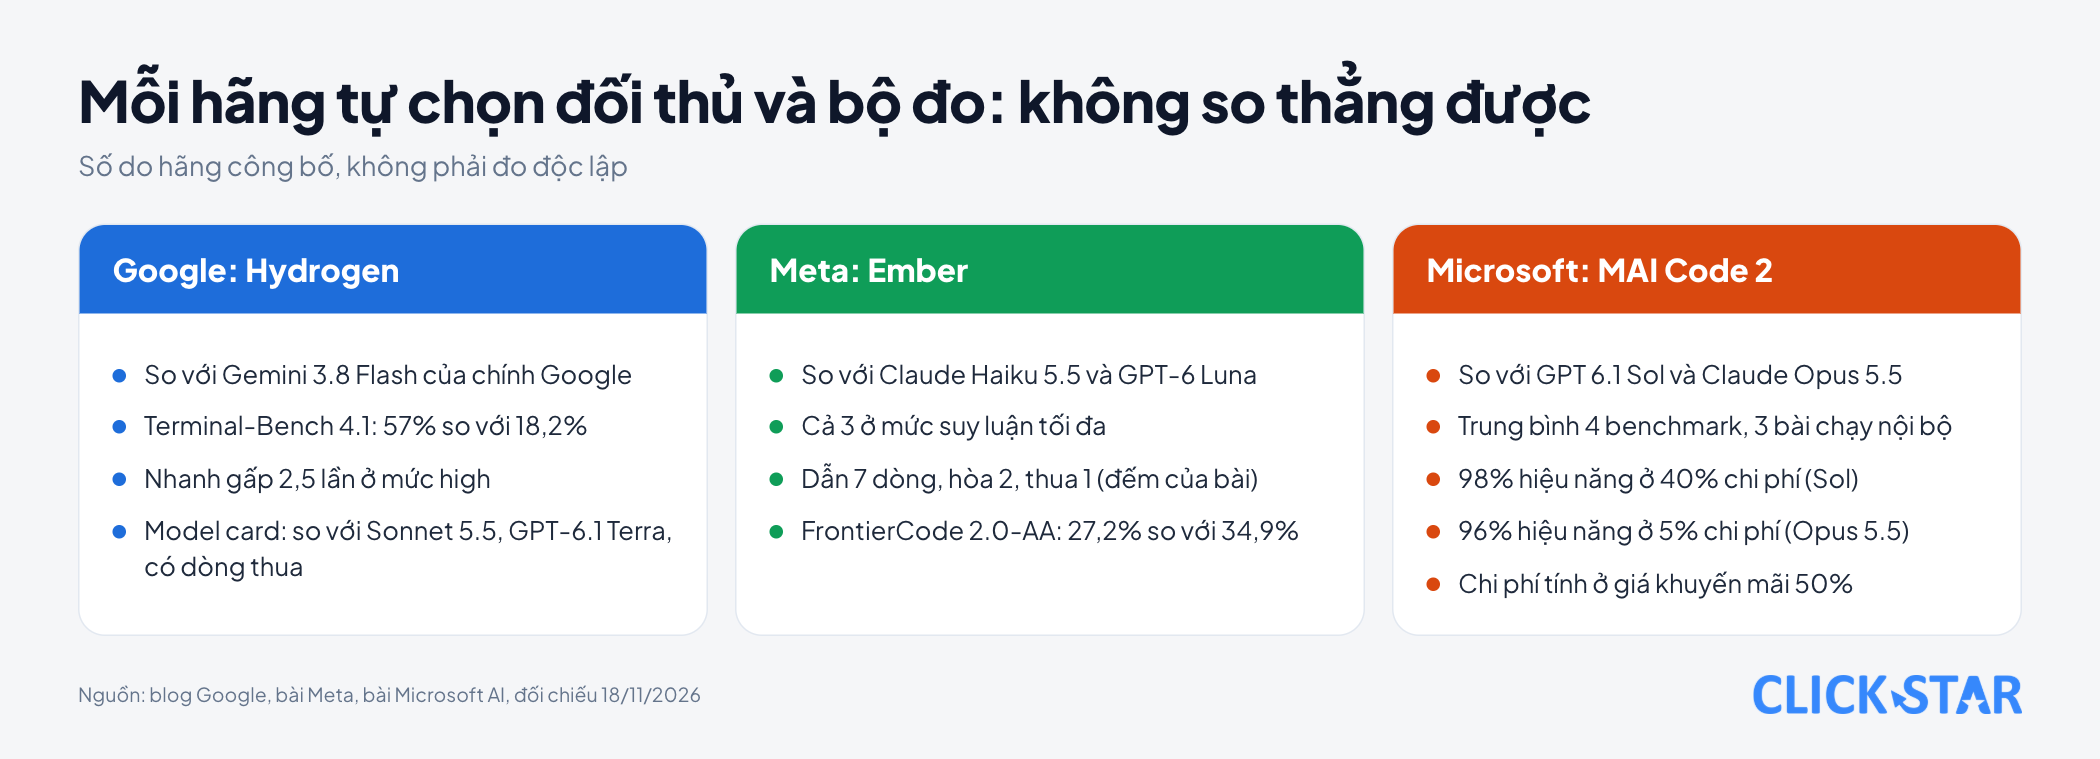 Mỗi hãng tự chọn đối thủ và bộ đo: không so thẳng được
Số do hãng công bố, không phải đo độc lập
Google: Hydrogen
So với Gemini 3.8 Flash của chính Google
Terminal-Bench 4.1: 57% so với 18,2%
Nhanh gấp 2,5 lần ở mức high
Model card: so với Sonnet 5.5, GPT-6.1 Terra,
có dòng thua
Meta: Ember
So với Claude Haiku 5.5 và GPT-6 Luna
Cả 3 ở mức suy luận tối đa
Dẫn 7 dòng, hòa 2, thua 1 (đếm của bài)
FrontierCode 2.0-AA: 27,2% so với 34,9%
Microsoft: MAI Code 2
So với GPT 6.1 Sol và Claude Opus 5.5
Trung bình 4 benchmark, 3 bài chạy nội bộ
98% hiệu năng ở 40% chi phí (Sol)
96% hiệu năng ở 5% chi phí (Opus 5.5)
Chi phí tính ở giá khuyến mãi 50%
Nguồn: blog Google, bài Meta, bài Microsoft AI, đối chiếu 18/11/2026
CLICK STAR